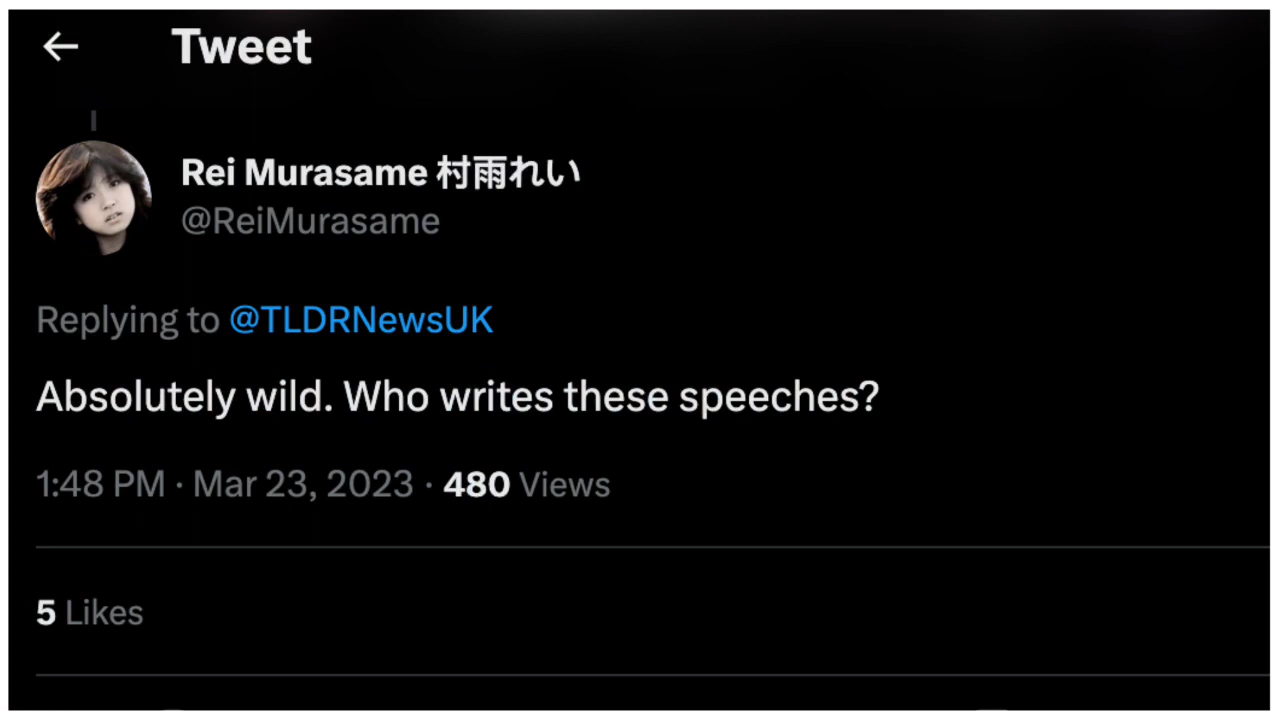 Tweet
Rei Murasame 村雨れい
@ReiMurasame
Replying to @TLDRNewsUK
Absolutely wild. Who writes these speeches?
1:48 PM · Mar 23, 2023 · 480 Views
5 Likes